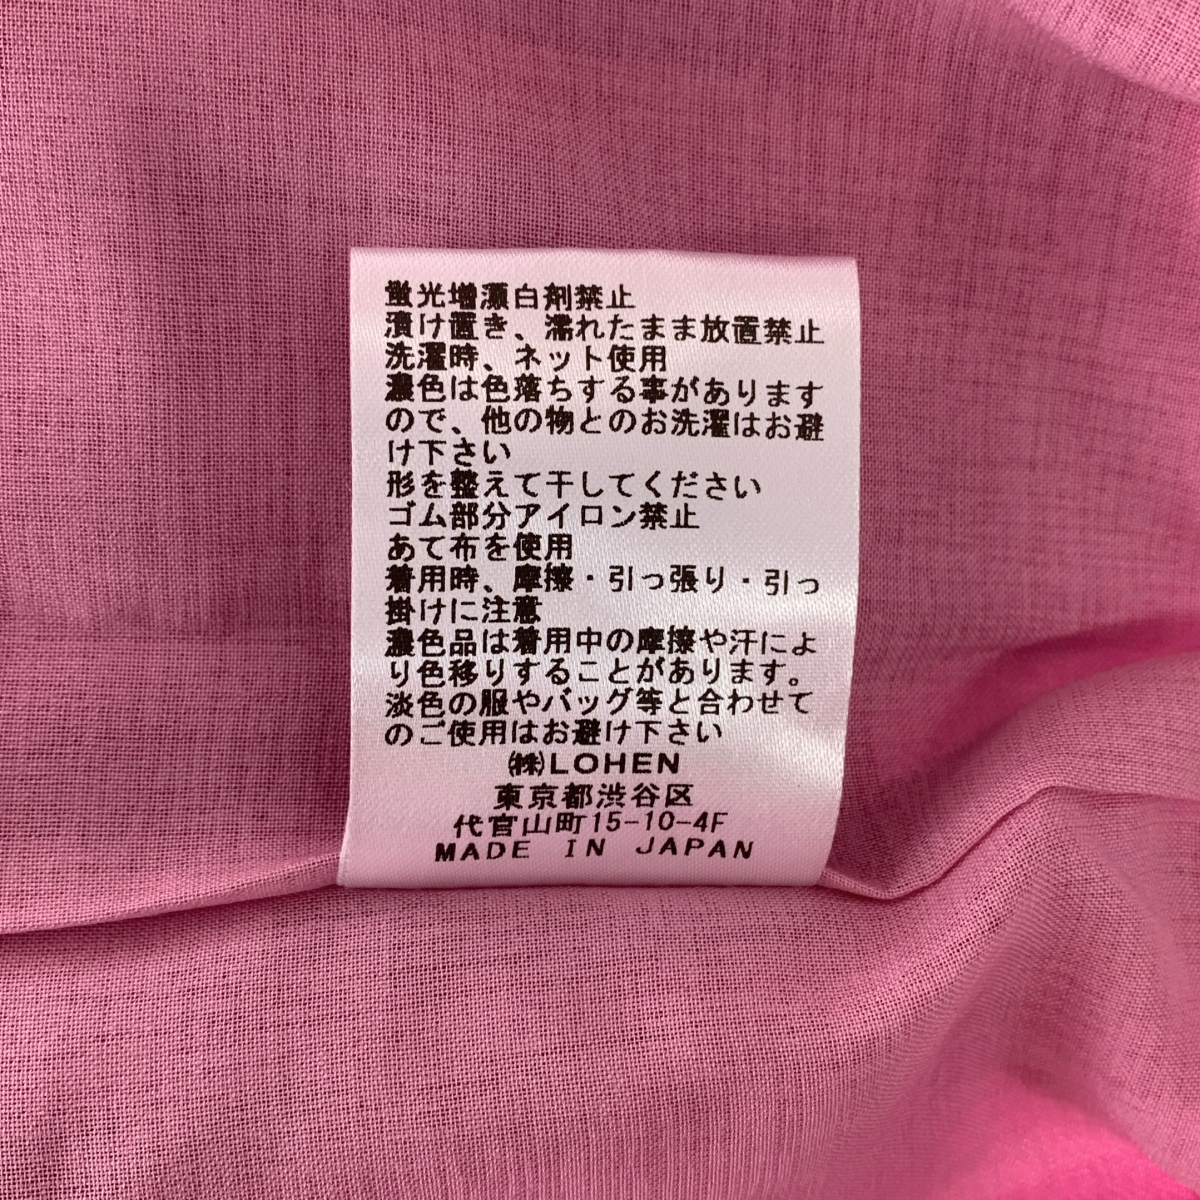 蛍光増白剤禁止
漬け置き、濡れたまま放置禁止
洗濯時、ネット使用
濃色は色落ちする事があります
ので、他の物とのお洗濯はお避
け下さい
形を整えて干してください
ゴム部分アイロン禁止
あて布を使用
着用時、摩擦・引っ張り・引っ
掛けに注意
濃色品は着用中の摩擦や汗によ
り色移りすることがあります。
淡色の服やバッグ等と合わせて
のご使用はお避け下さい
㈱LOHEN
東京都渋谷区
代官山町15-10-4F
MADE IN JAPAN